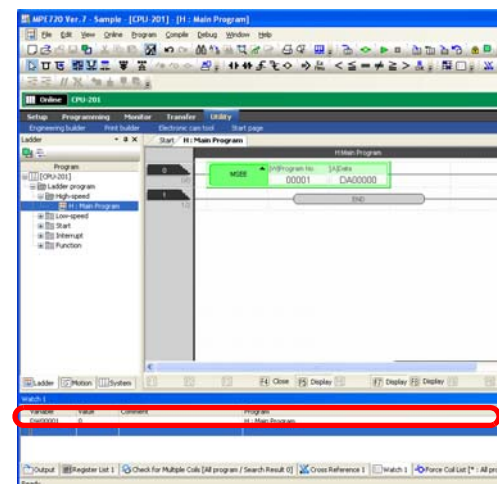 MPE720 Ver.7 - Sample - [CPU-201] - [H : Main Program]
File Edit View Online Program Compile Debug Window Help
Online CPU-201
Setup Programming Monitor Transfer Utility
Engineering builder Print builder Electronic cam tool Start page
Ladder
Start H : Main Program
H:Main Program
Program
[CPU-201]
Ladder program
High-speed
H : Main Program
Low-speed
Start
Interrupt
Function
0
MSEE
[W]Program No.
[A]Data
00001
DA00000
1
END
Ladder Motion System
F4 Close F5 Display F7 Display F8 Display
Watch 1
Variable Value Comment Program
DW00001 0 H : Main Program
Output Register List 1 Check for Multiple Coils [All program / Search Result 0] Cross Reference 1 Watch 1 Force Coil List [* : All pro
Ready